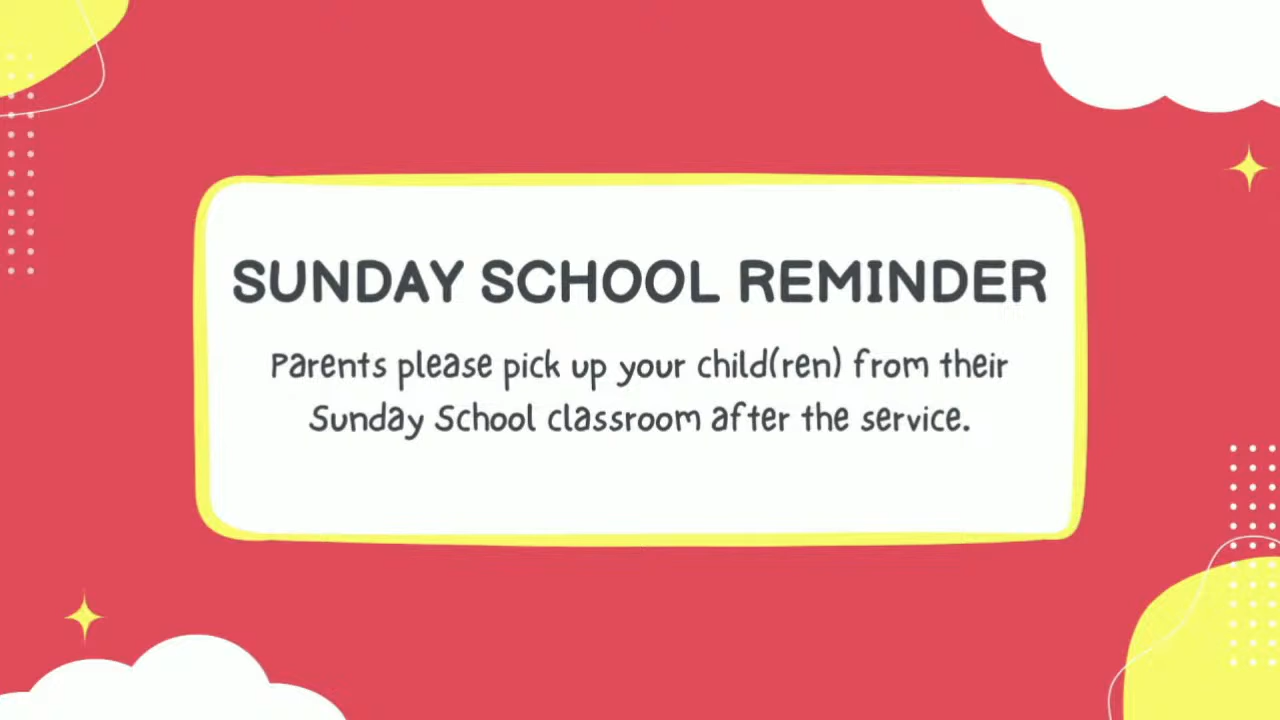 SUNDAY SCHOOL REMINDER
Parents please pick up your child(ren) from their
Sunday School classroom after the service.